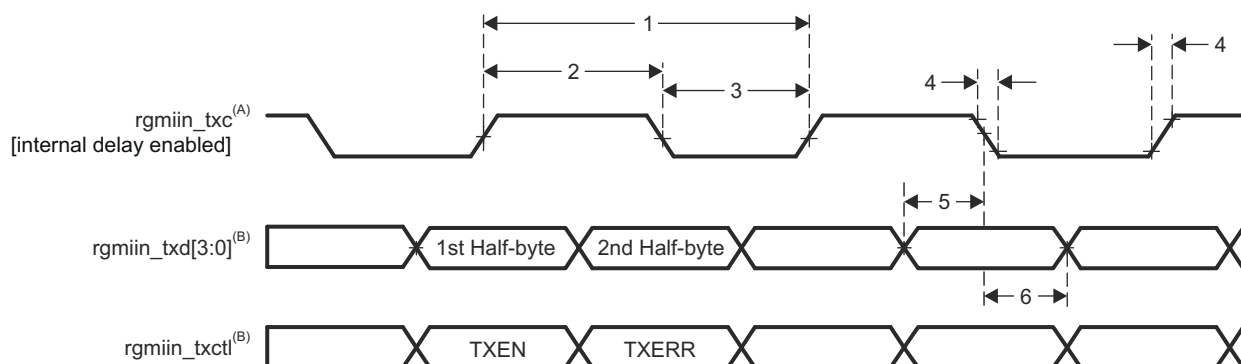 1
2
3
4
4
rgmiin_txc(A)
[internal delay enabled]
5
rgmiin_txd[3:0](B)
1st Half-byte
2nd Half-byte
6
rgmiin_txctl(B)
TXEN
TXERR